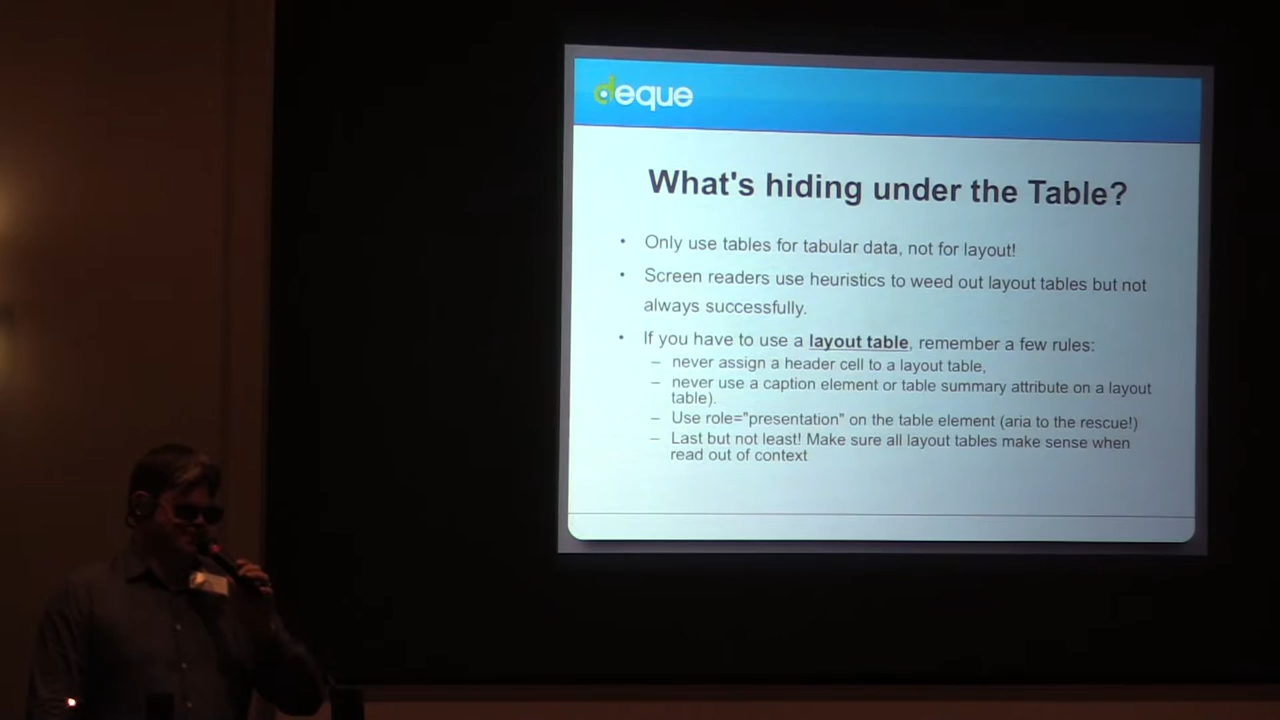 deque
What's hiding under the Table?
• Only use tables for tabular data, not for layout!
• Screen readers use heuristics to weed out layout tables but not
always successfully.
• If you have to use a layout table, remember a few rules:
– never assign a header cell to a layout table,
– never use a caption element or table summary attribute on a layout
table).
– Use role="presentation" on the table element (aria to the rescue!)
– Last but not least! Make sure all layout tables make sense when
read out of context